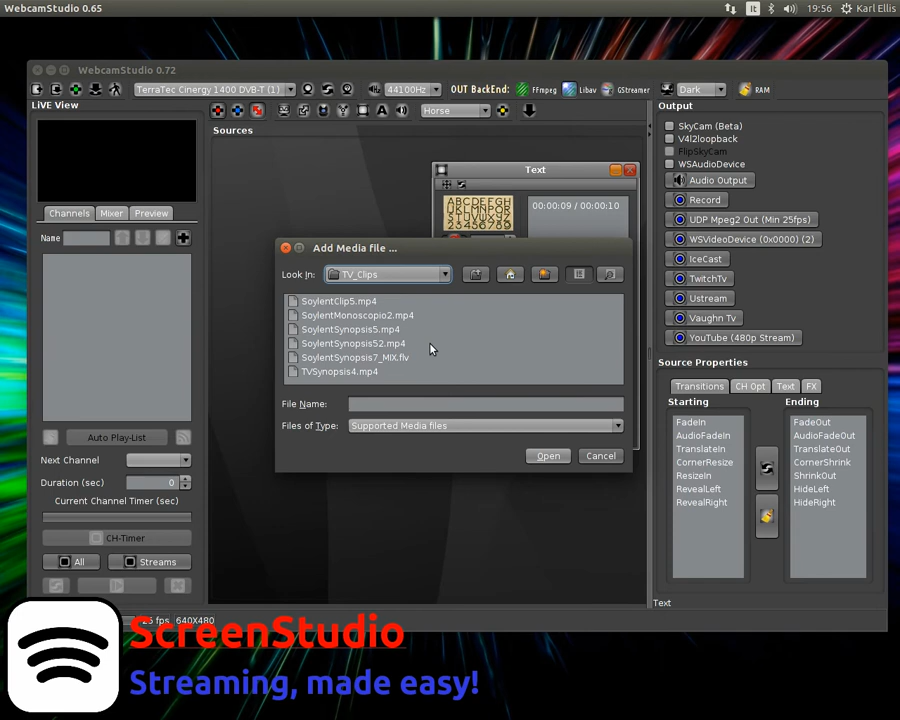 WebcamStudio 0.65
It
19:56
Karl Ellis
WebcamStudio 0.72
TerraTec Cinergy 1400 DVB-T (1)
44100Hz
OUT BackEnd:
FFmpeg
Libav
GStreamer
Dark
RAM
LiVE View
Horse
Sources
Output
SkyCam (Beta)
V4l2loopback
FlipSkyCam
WSAudioDevice
Audio Output
Record
UDP Mpeg2 Out (Min 25fps)
WSVideoDevice (0x0000) (2)
IceCast
TwitchTv
Ustream
Vaughn Tv
YouTube (480p Stream)
Text
00:00:09 / 00:00:10
Channels
Mixer
Preview
Name
Add Media file ...
Look In:
TV_Clips
SoylentClip5.mp4
SoylentMonoscopio2.mp4
SoylentSynopsis5.mp4
SoylentSynopsis52.mp4
SoylentSynopsis7_MIX.flv
TVSynopsis4.mp4
File Name:
Files of Type:
Supported Media files
Open
Cancel
Source Properties
Transitions
CH Opt
Text
FX
Starting
Ending
FadeIn
AudioFadeIn
TranslateIn
CornerResize
ResizeIn
RevealLeft
RevealRight
FadeOut
AudioFadeOut
TranslateOut
CornerShrink
ShrinkOut
HideLeft
HideRight
Auto Play-List
Next Channel
Duration (sec)
0
Current Channel Timer (sec)
CH-Timer
All
Streams
Text
fps
640X480
ScreenStudio
Streaming, made easy!